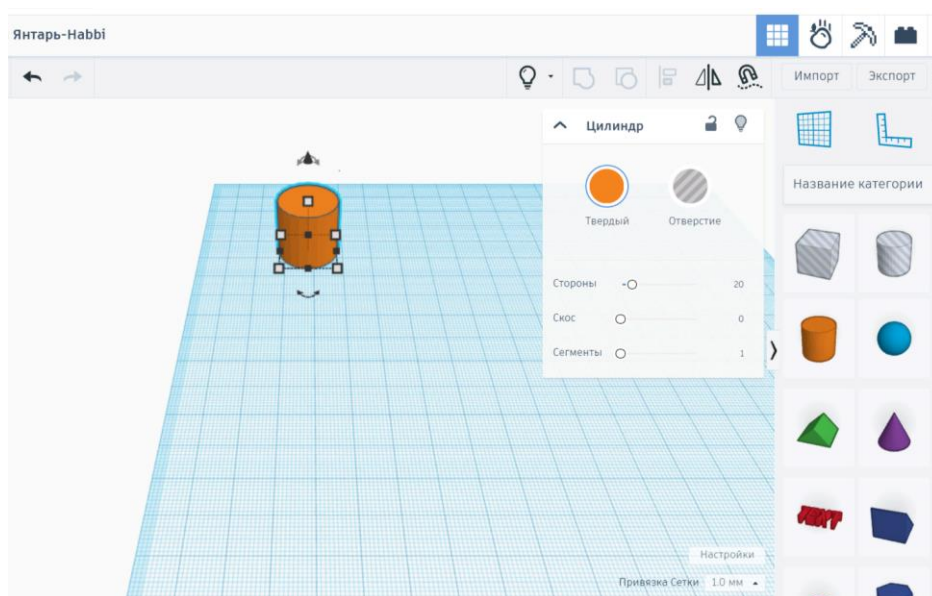 Янтарь-Habbi
Импорт Экспорт
Цилиндр
Твердый Отверстие
Название категории
Стороны 20
Скос 0
Сегменты 1
TEXT
Настройки
Привязка Сетки 1.0 мм